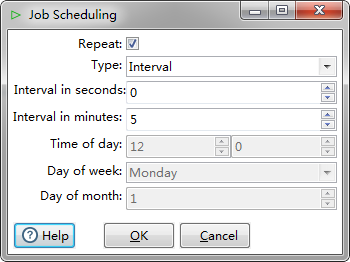 Job Scheduling
Repeat:
Type: Interval
Interval in seconds: 0
Interval in minutes: 5
Time of day: 12 0
Day of week: Monday
Day of month: 1
Help OK Cancel